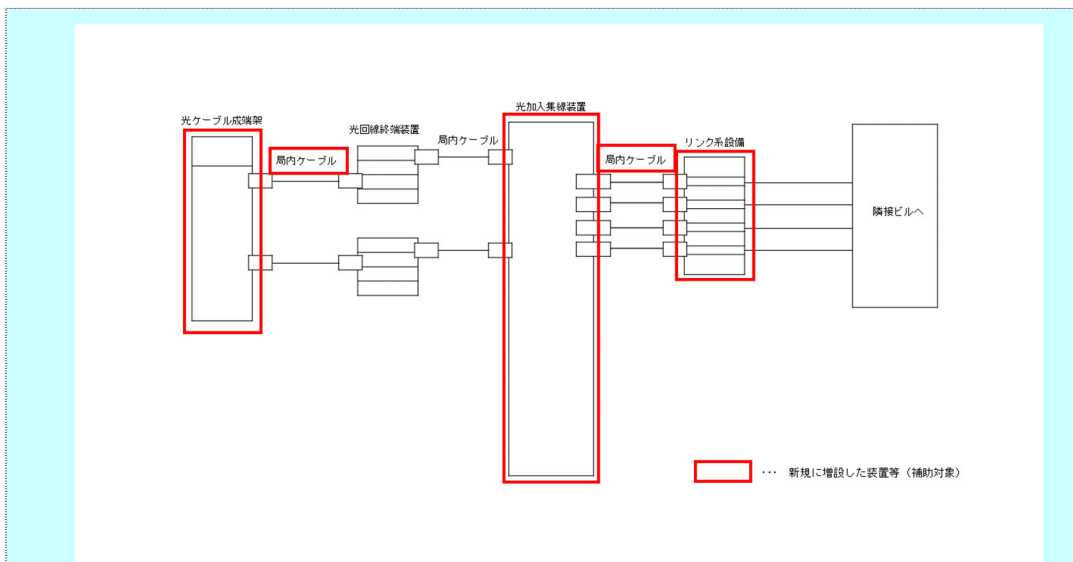 光加入集線装置
光ケーブル成端架
光回線終端装置
局内ケーブル
リンク系設備
局内ケーブル
局内ケーブル
隣接ビルへ
･･･ 新規に増設した装置等（補助対象）